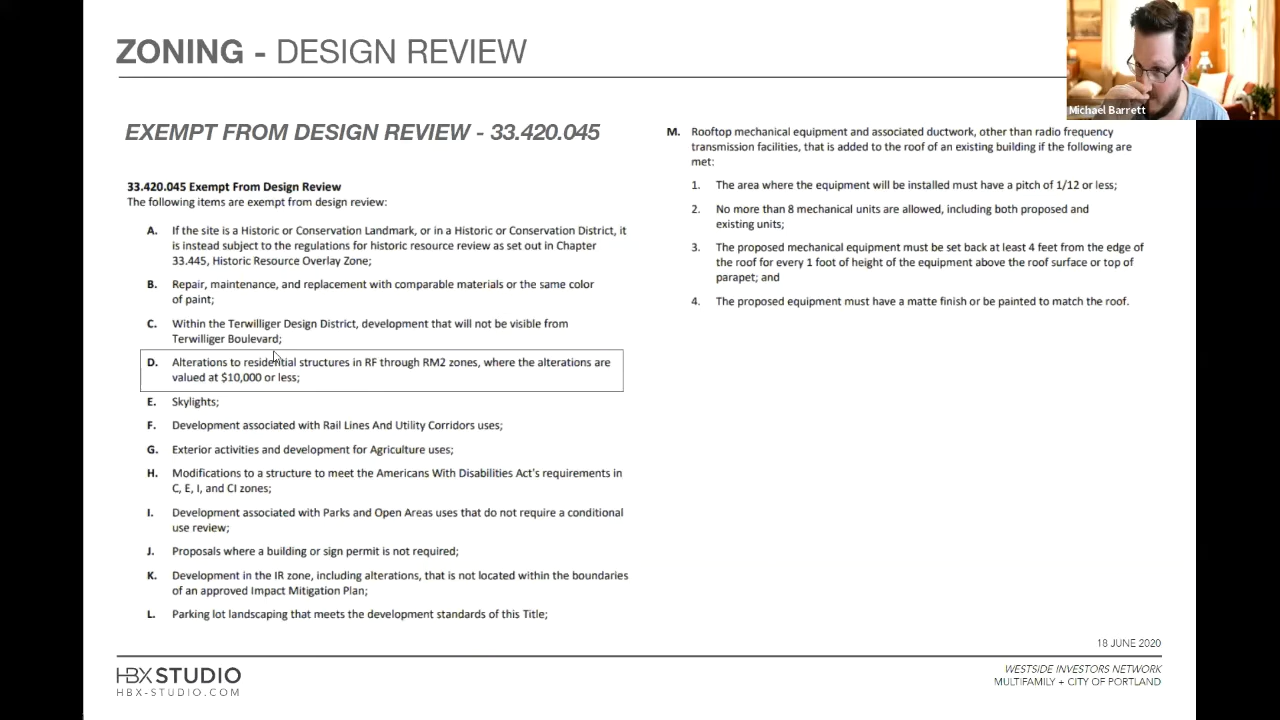 ZONING - DESIGN REVIEW
Michael Barrett
EXEMPT FROM DESIGN REVIEW - 33.420.045
33.420.045 Exempt From Design Review
The following items are exempt from design review:
A. If the site is a Historic or Conservation Landmark, or in a Historic or Conservation District, it
is instead subject to the regulations for historic resource review as set out in Chapter
33.445, Historic Resource Overlay Zone;
B. Repair, maintenance, and replacement with comparable materials or the same color
of paint;
C. Within the Terwilliger Design District, development that will not be visible from
Terwilliger Boulevard;
D. Alterations to residential structures in RF through RM2 zones, where the alterations are
valued at $10,000 or less;
E. Skylights;
F. Development associated with Rail Lines And Utility Corridors uses;
G. Exterior activities and development for Agriculture uses;
H. Modifications to a structure to meet the Americans With Disabilities Act's requirements in
C, E, I, and CI zones;
I. Development associated with Parks and Open Areas uses that do not require a conditional
use review;
J. Proposals where a building or sign permit is not required;
K. Development in the IR zone, including alterations, that is not located within the boundaries
of an approved Impact Mitigation Plan;
L. Parking lot landscaping that meets the development standards of this Title;
M. Rooftop mechanical equipment and associated ductwork, other than radio frequency
transmission facilities, that is added to the roof of an existing building if the following are
met:
1. The area where the equipment will be installed must have a pitch of 1/12 or less;
2. No more than 8 mechanical units are allowed, including both proposed and
existing units;
3. The proposed mechanical equipment must be set back at least 4 feet from the edge of
the roof for every 1 foot of height of the equipment above the roof surface or top of
parapet; and
4. The proposed equipment must have a matte finish or be painted to match the roof.
18 JUNE 2020
HBX STUDIO
HBX-STUDIO.COM
WESTSIDE INVESTORS NETWORK
MULTIFAMILY + CITY OF PORTLAND